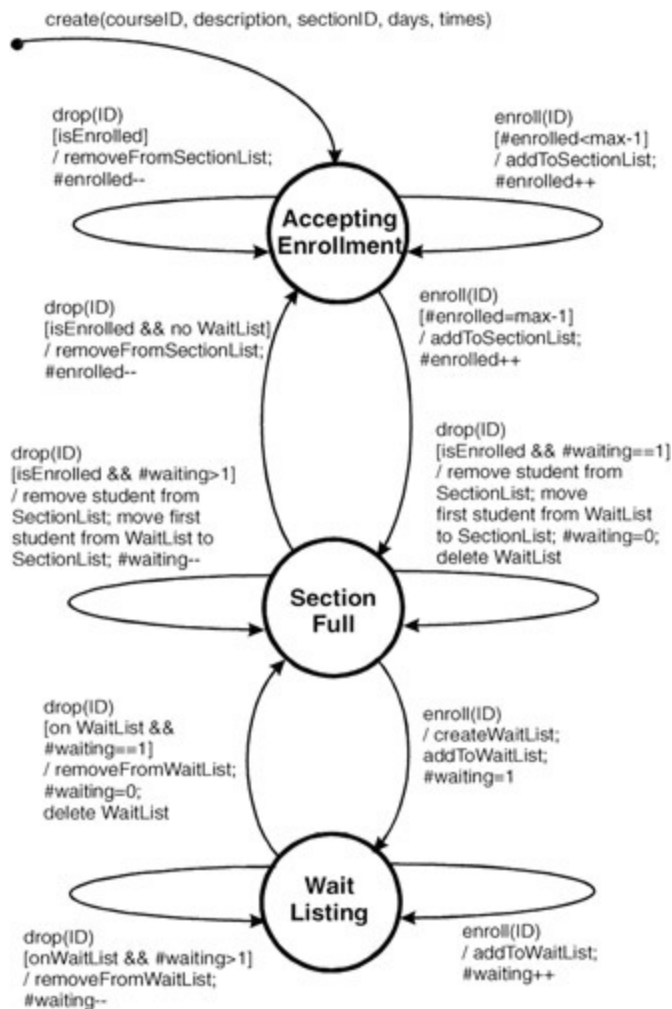 create(courseID, description, sectionID, days, times)
drop(ID)
[isEnrolled]
/ removeFromSectionList;
#enrolled--
enroll(ID)
[#enrolled<max-1]
/ addToSectionList;
#enrolled++
Accepting
Enrollment
drop(ID)
[isEnrolled && no WaitList]
/ removeFromSectionList;
#enrolled--
enroll(ID)
[#enrolled=max-1]
/ addToSectionList;
#enrolled++
drop(ID)
[isEnrolled && #waiting>1]
/ remove student from
SectionList; move first
student from WaitList to
SectionList; #waiting--
drop(ID)
[isEnrolled && #waiting==1]
/ remove student from
SectionList; move
first student from WaitList
to SectionList; #waiting=0;
delete WaitList
Section
Full
drop(ID)
[on WaitList &&
#waiting==1]
/ removeFromWaitList;
#waiting=0;
delete WaitList
enroll(ID)
/ createWaitList;
addToWaitList;
#waiting=1
Wait
Listing
drop(ID)
[onWaitList && #waiting>1]
/ removeFromWaitList;
#waiting--
enroll(ID)
/ addToWaitList;
#waiting++